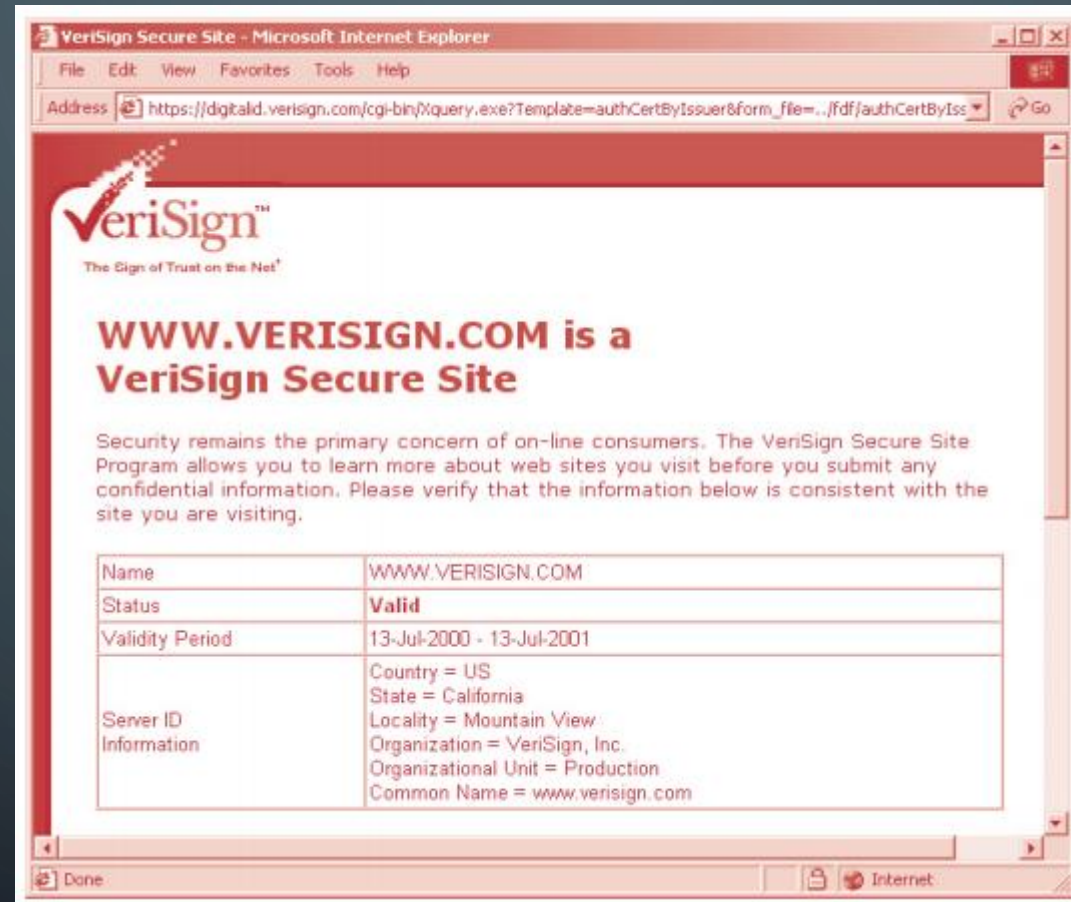 VeriSign Secure Site - Microsoft Internet Explorer
File Edit View Favorites Tools Help
Address https://digitalid.verisign.com/cgi-bin/Xquery.exe?Template=authCertByIssuer&form_file=../fdf/authCertByIss Go
VeriSign™
The Sign of Trust on the Net
WWW.VERISIGN.COM is a
VeriSign Secure Site
Security remains the primary concern of on-line consumers. The VeriSign Secure Site
Program allows you to learn more about web sites you visit before you submit any
confidential information. Please verify that the information below is consistent with the
site you are visiting.
Name WWW.VERISIGN.COM
Status Valid
Validity Period 13-Jul-2000 - 13-Jul-2001
Server ID
Information
Country = US
State = California
Locality = Mountain View
Organization = VeriSign, Inc.
Organizational Unit = Production
Common Name = www.verisign.com
Done Internet